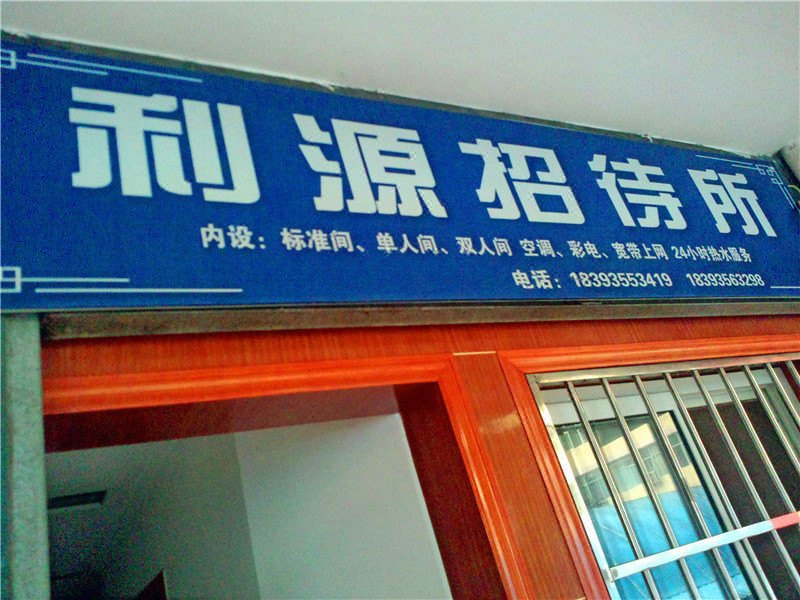 利源招待所
内设：标准间、单人间、双人间 空调、彩电、宽带上网 24小时热水服务
电话：18393553419 18393563298